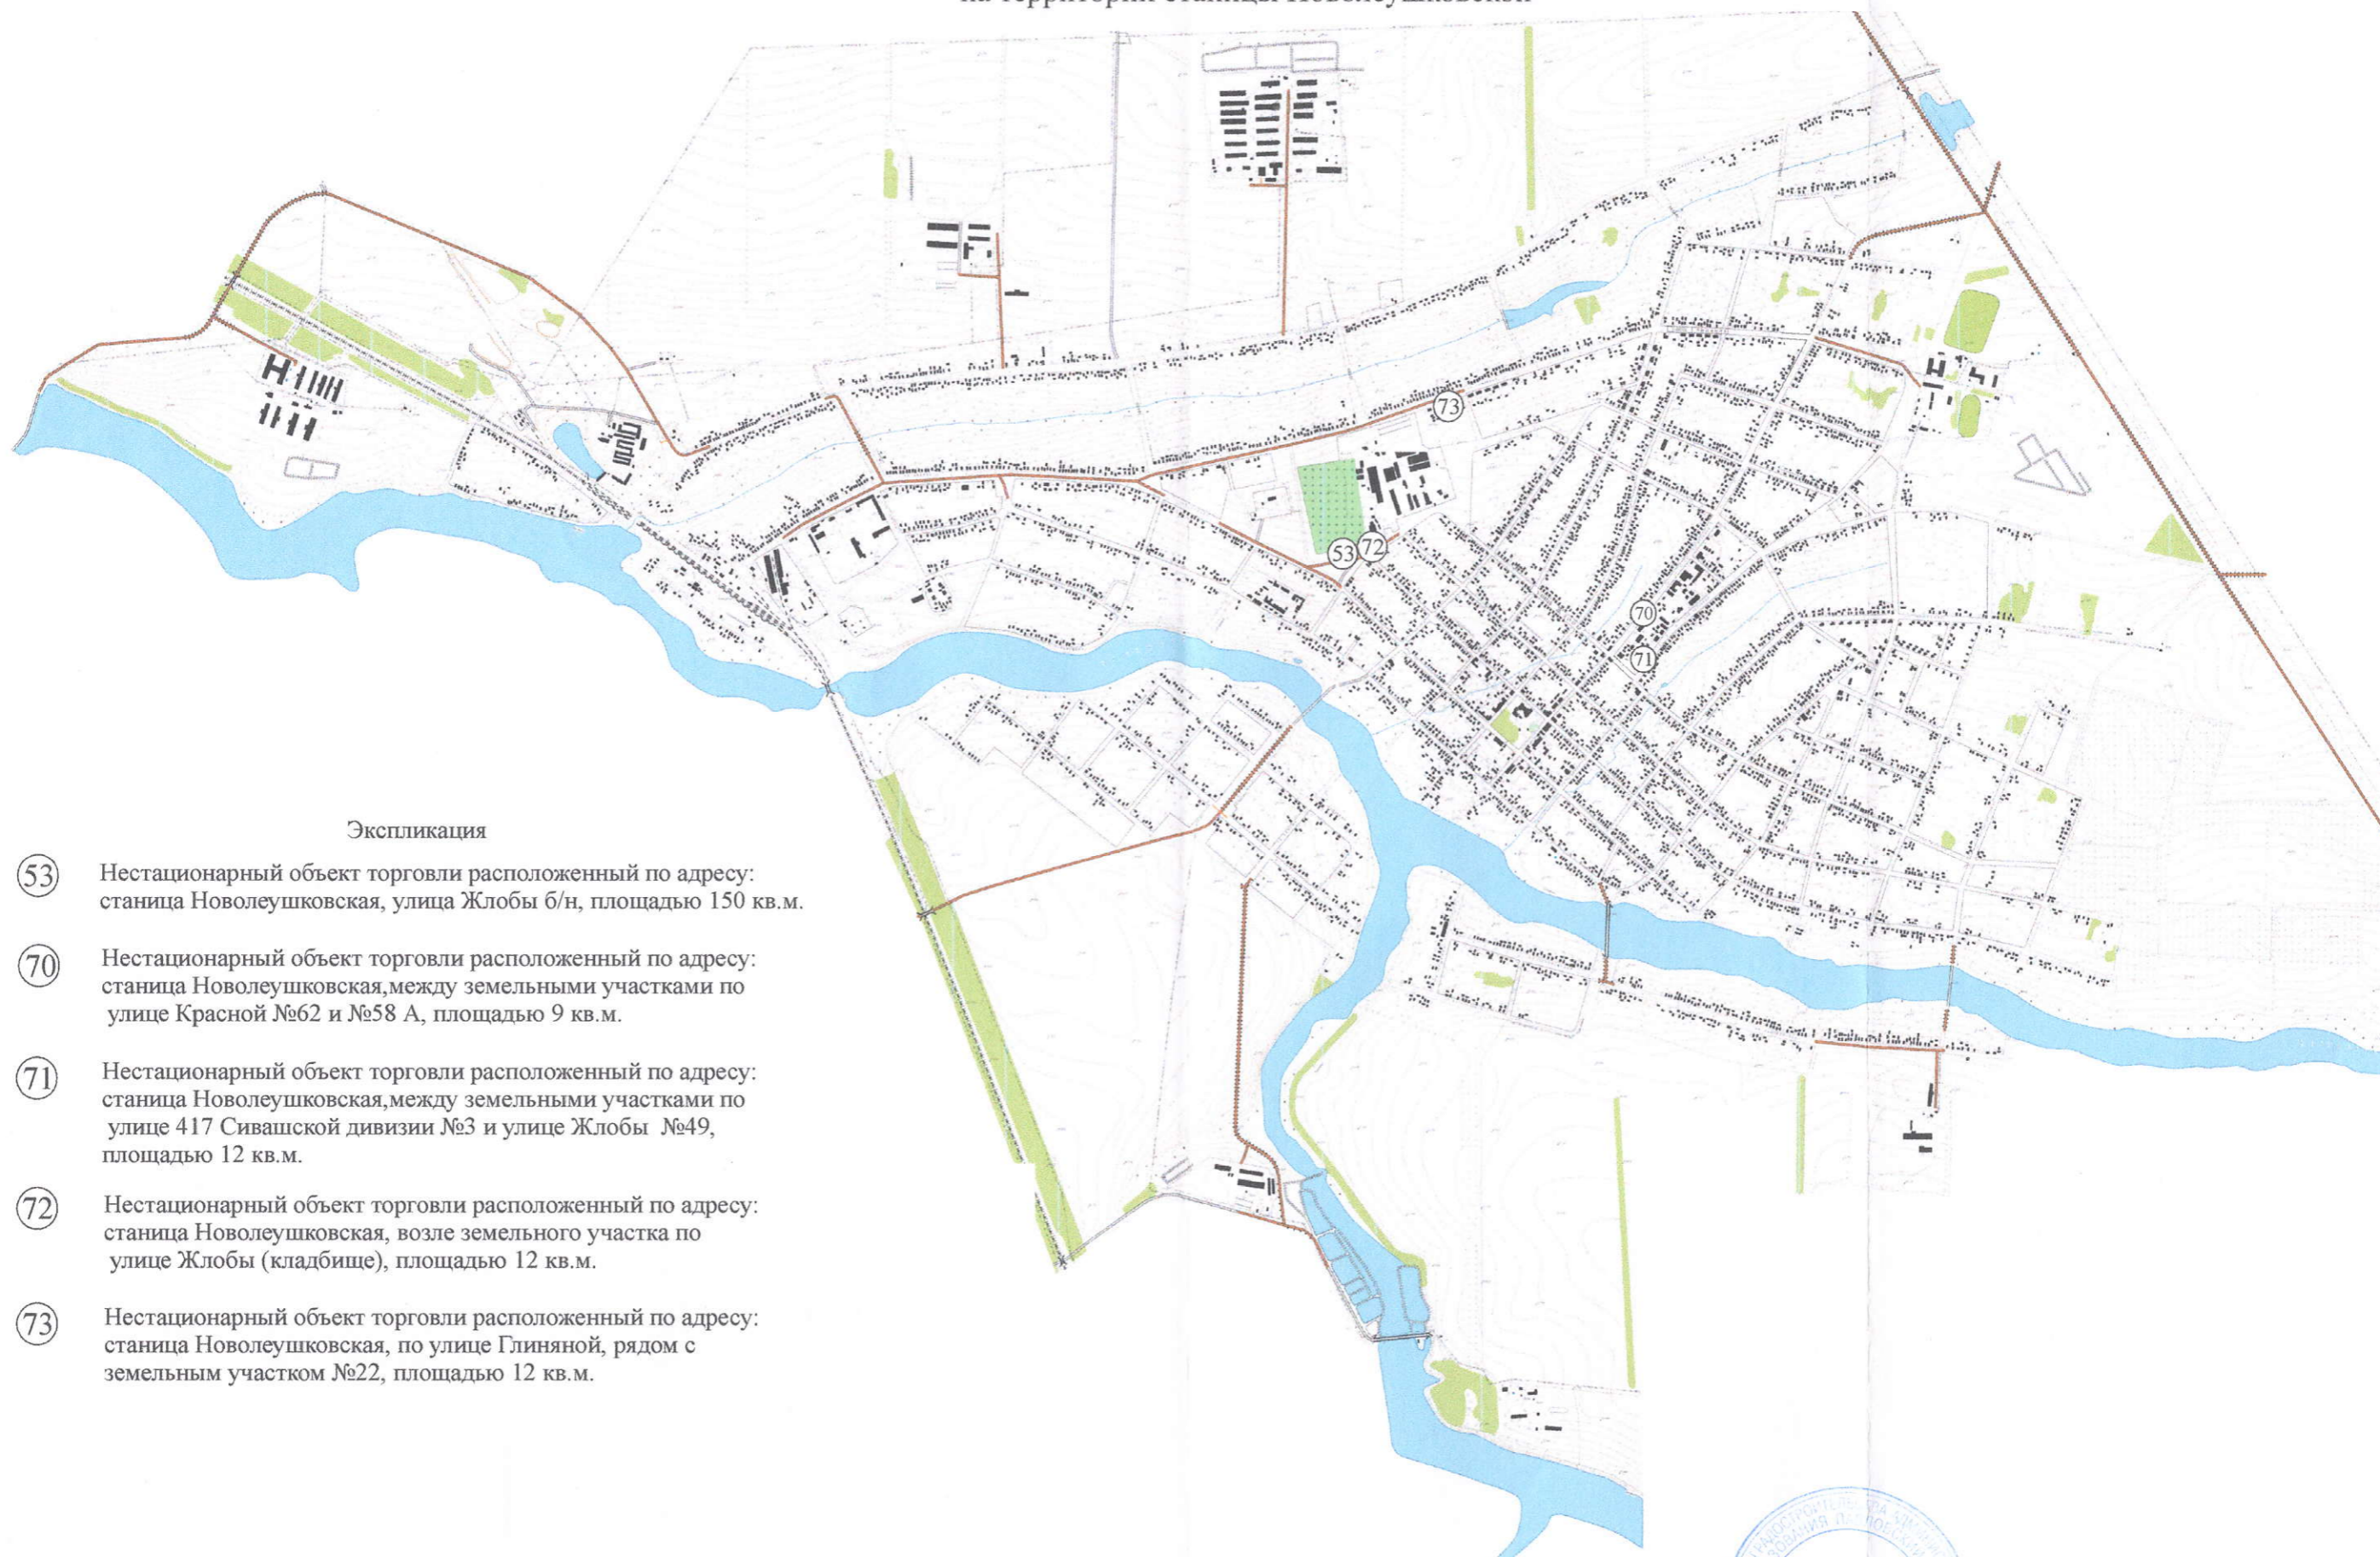 на территории станицы Новолеушковской
73
53
72
70
71
Экспликация
53 Нестационарный объект торговли расположенный по адресу:
станица Новолеушковская, улица Жлобы б/н, площадью 150 кв.м.
70 Нестационарный объект торговли расположенный по адресу:
станица Новолеушковская,между земельными участками по
улице Красной №62 и №58 А, площадью 9 кв.м.
71 Нестационарный объект торговли расположенный по адресу:
станица Новолеушковская,между земельными участками по
улице 417 Сивашской дивизии №3 и улице Жлобы №49,
площадью 12 кв.м.
72 Нестационарный объект торговли расположенный по адресу:
станица Новолеушковская, возле земельного участка по
улице Жлобы (кладбище), площадью 12 кв.м.
73 Нестационарный объект торговли расположенный по адресу:
станица Новолеушковская, по улице Глиняной, рядом с
земельным участком №22, площадью 12 кв.м.